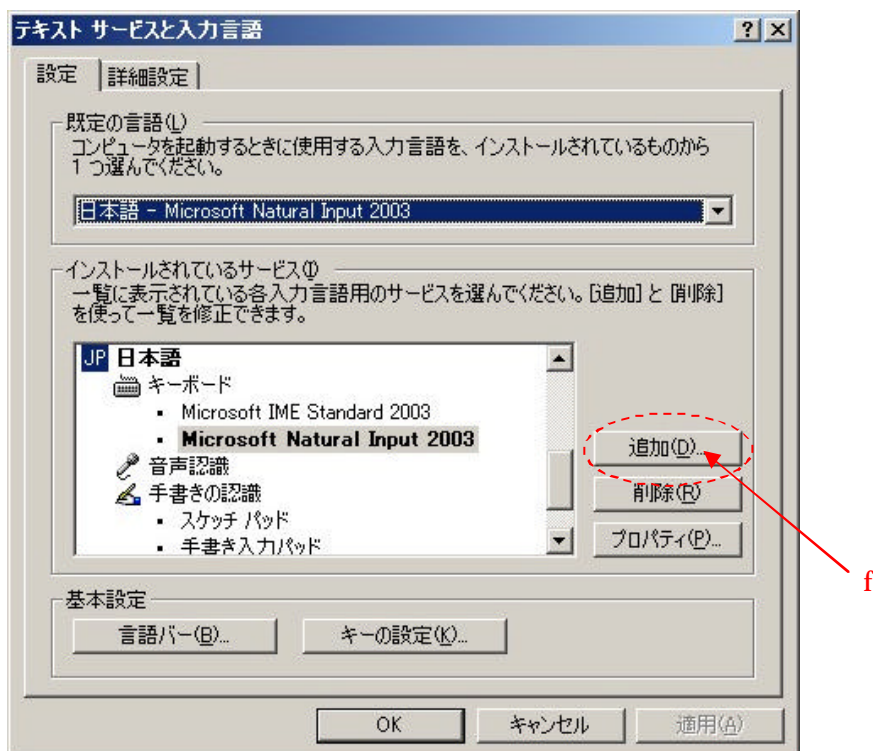 テキスト サービスと入力言語
設定
詳細設定
既定の言語(L)
コンピュータを起動するときに使用する入力言語を、インストールされているものから
1 つ選んでください。
日本語 - Microsoft Natural Input 2003
インストールされているサービス(I)
一覧に表示されている各入力言語用のサービスを選んでください。[追加] と [削除]
を使って一覧を修正できます。
JP 日本語
キーボード
• Microsoft IME Standard 2003
• Microsoft Natural Input 2003
音声認識
手書きの認識
• スケッチ パッド
• 手書き入力パッド
追加(D)...
削除(R)
プロパティ(P)...
f
基本設定
言語バー(B)...
キーの設定(K)...
OK
キャンセル
適用(A)